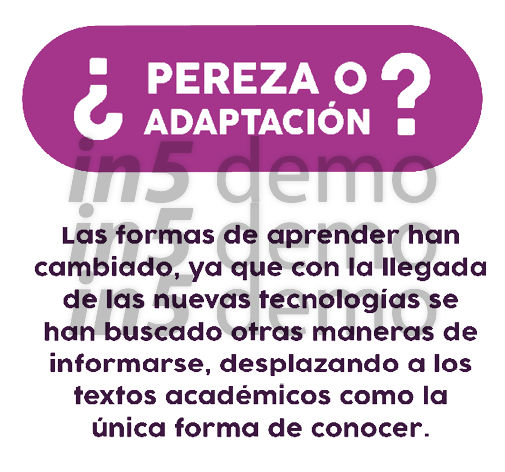 ¿ PEREZA O ?
ADAPTACIÓN
in5 demo
in5 demo
in5 demo
Las formas de aprender han
cambiado, ya que con la llegada
de las nuevas tecnologías se
han buscado otras maneras de
informarse, desplazando a los
textos académicos como la
única forma de conocer.